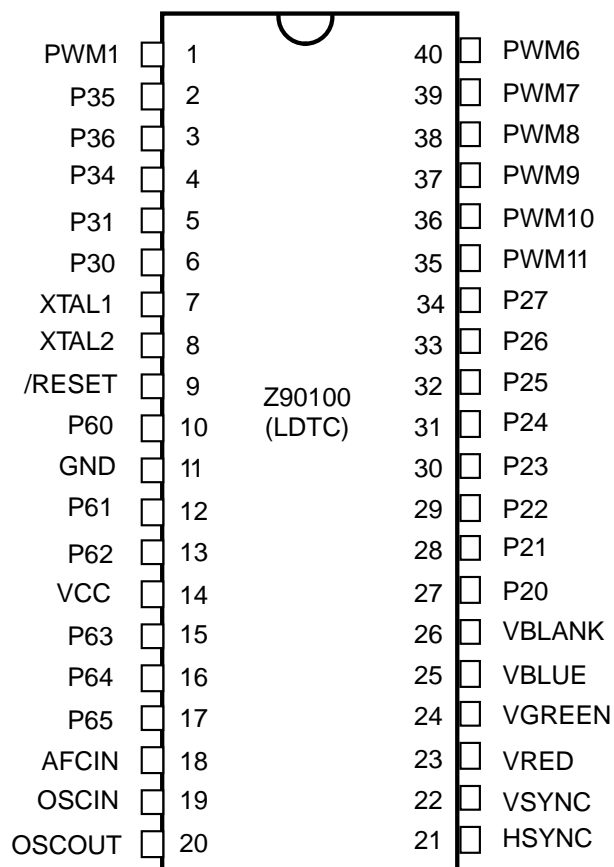 PWM1 1 40 PWM6
P35 2 39 PWM7
P36 3 38 PWM8
P34 4 37 PWM9
P31 5 36 PWM10
P30 6 35 PWM11
XTAL1 7 34 P27
XTAL2 8 33 P26
/RESET 9 32 P25
Z90100
(LDTC)
P60 10 31 P24
GND 11 30 P23
P61 12 29 P22
P62 13 28 P21
VCC 14 27 P20
P63 15 26 VBLANK
P64 16 25 VBLUE
P65 17 24 VGREEN
AFCIN 18 23 VRED
OSCIN 19 22 VSYNC
OSCOUT 20 21 HSYNC